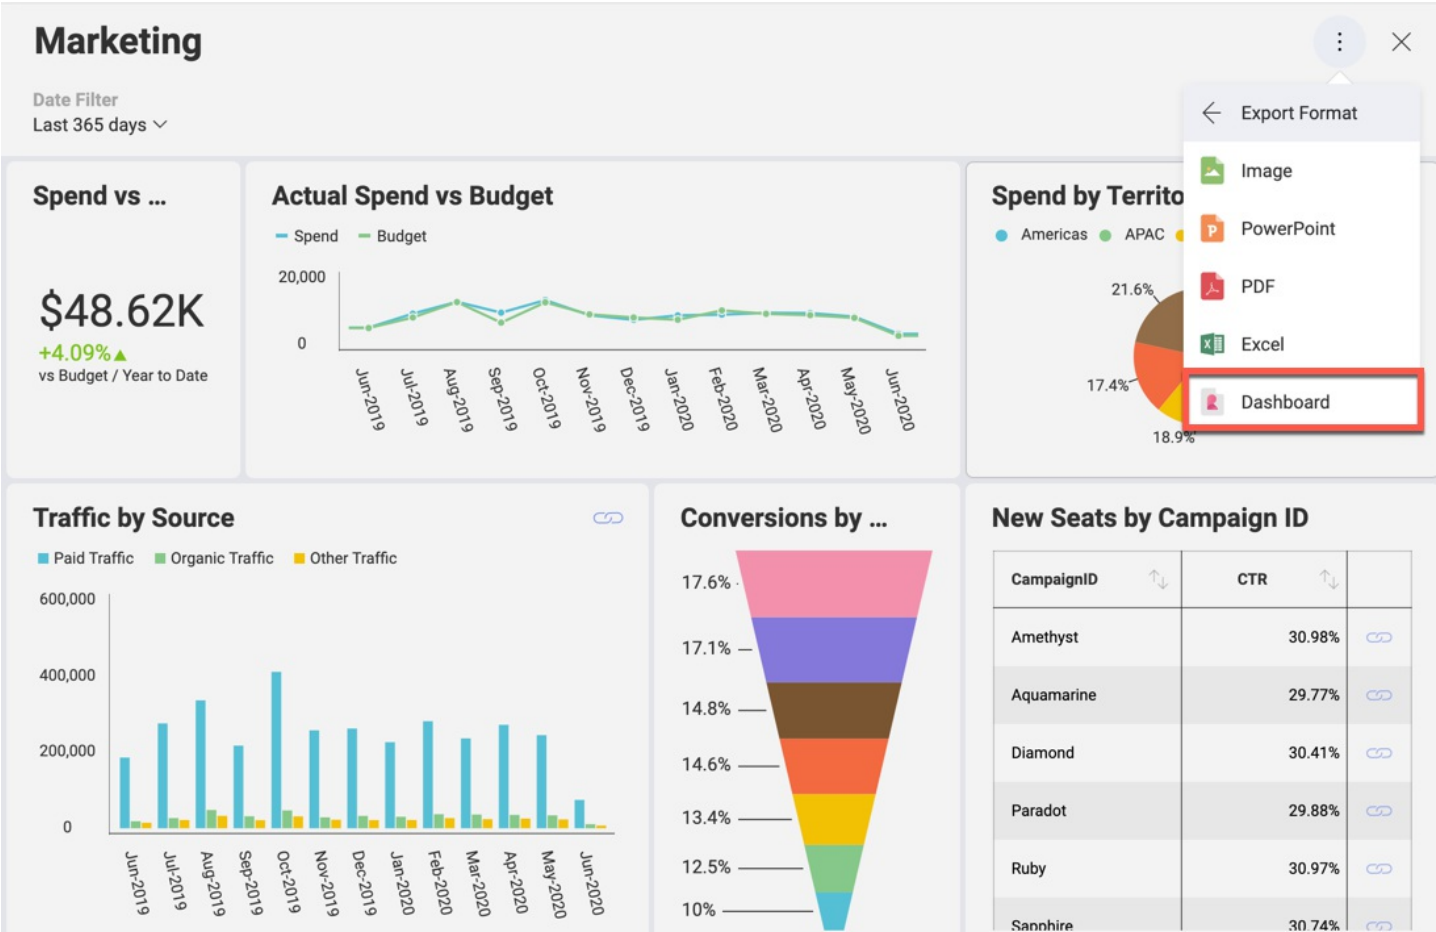 Marketing
Date Filter
Last 365 days
Export Format
Image
PowerPoint
PDF
Excel
Dashboard
Spend vs ...
$48.62K
+4.09%▲
vs Budget / Year to Date
Actual Spend vs Budget
Spend Budget
20,000
0
Jun-2019 Jul-2019 Aug-2019 Sep-2019 Oct-2019 Nov-2019 Dec-2019 Jan-2020 Feb-2020 Mar-2020 Apr-2020 May-2020 Jun-2020
Spend by Territo
Americas APAC
21.6%
17.4%
18.9%
Traffic by Source
Paid Traffic Organic Traffic Other Traffic
600,000
400,000
200,000
0
Jun-2019 Jul-2019 Aug-2019 Sep-2019 Oct-2019 Nov-2019 Dec-2019 Jan-2020 Feb-2020 Mar-2020 Apr-2020 May-2020 Jun-2020
Conversions by ...
17.6%
17.1%
14.8%
14.6%
13.4%
12.5%
10%
New Seats by Campaign ID
CampaignID CTR
Amethyst 30.98%
Aquamarine 29.77%
Diamond 30.41%
Paradot 29.88%
Ruby 30.97%
Sapphire 30.74%